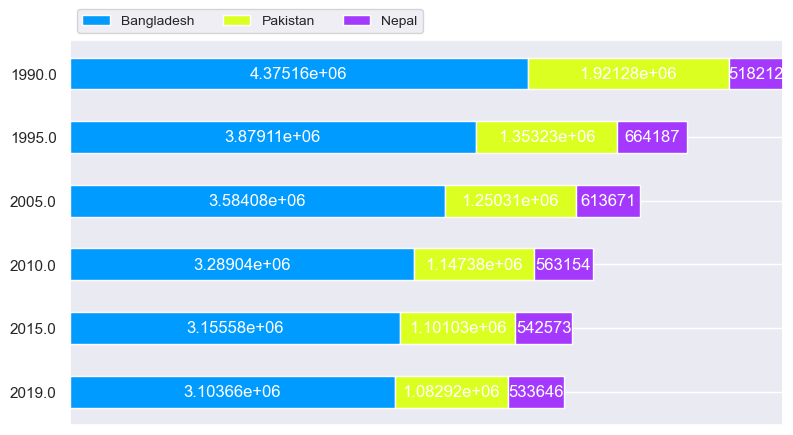 Bangladesh Pakistan Nepal
1990.0 4.37516e+06 1.92128e+06 518212
1995.0 3.87911e+06 1.35323e+06 664187
2005.0 3.58408e+06 1.25031e+06 613671
2010.0 3.28904e+06 1.14738e+06 563154
2015.0 3.15558e+06 1.10103e+06 542573
2019.0 3.10366e+06 1.08292e+06 533646